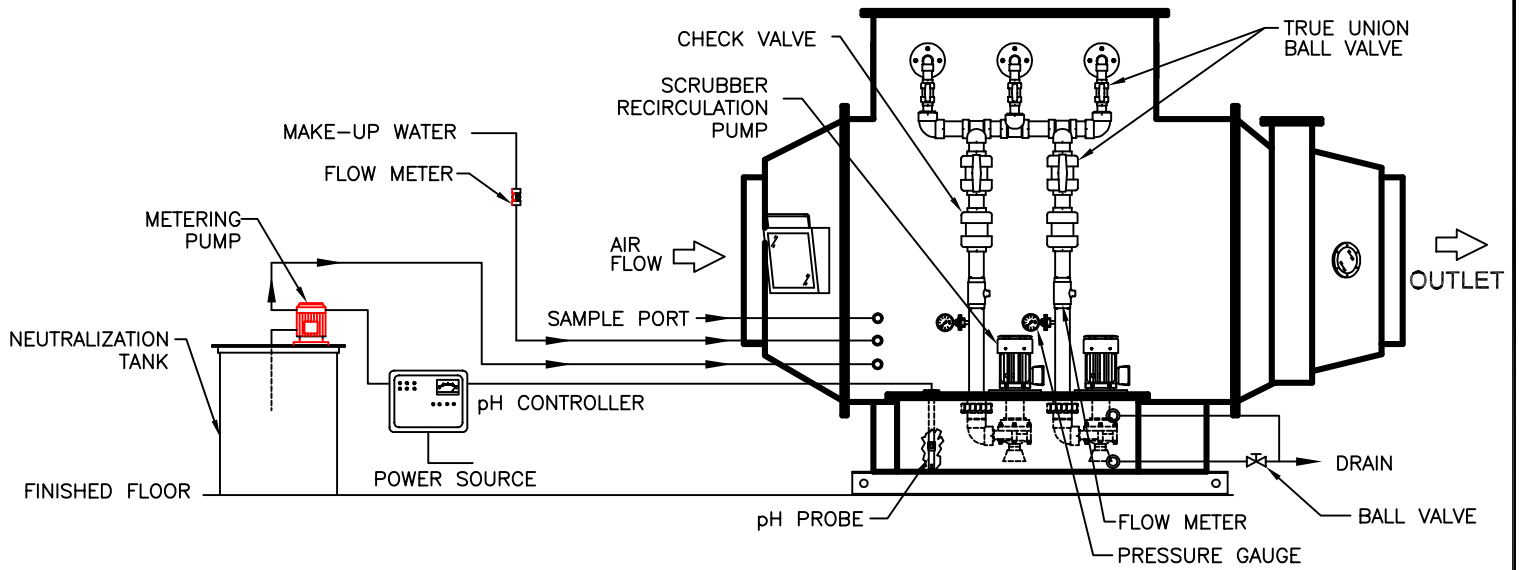 CHECK VALVE
TRUE UNION
BALL VALVE
SCRUBBER
RECIRCULATION
PUMP
MAKE-UP WATER
FLOW METER
METERING
PUMP
AIR
FLOW
OUTLET
SAMPLE PORT
NEUTRALIZATION
TANK
pH CONTROLLER
POWER SOURCE
DRAIN
FINISHED FLOOR
pH PROBE
FLOW METER
BALL VALVE
PRESSURE GAUGE